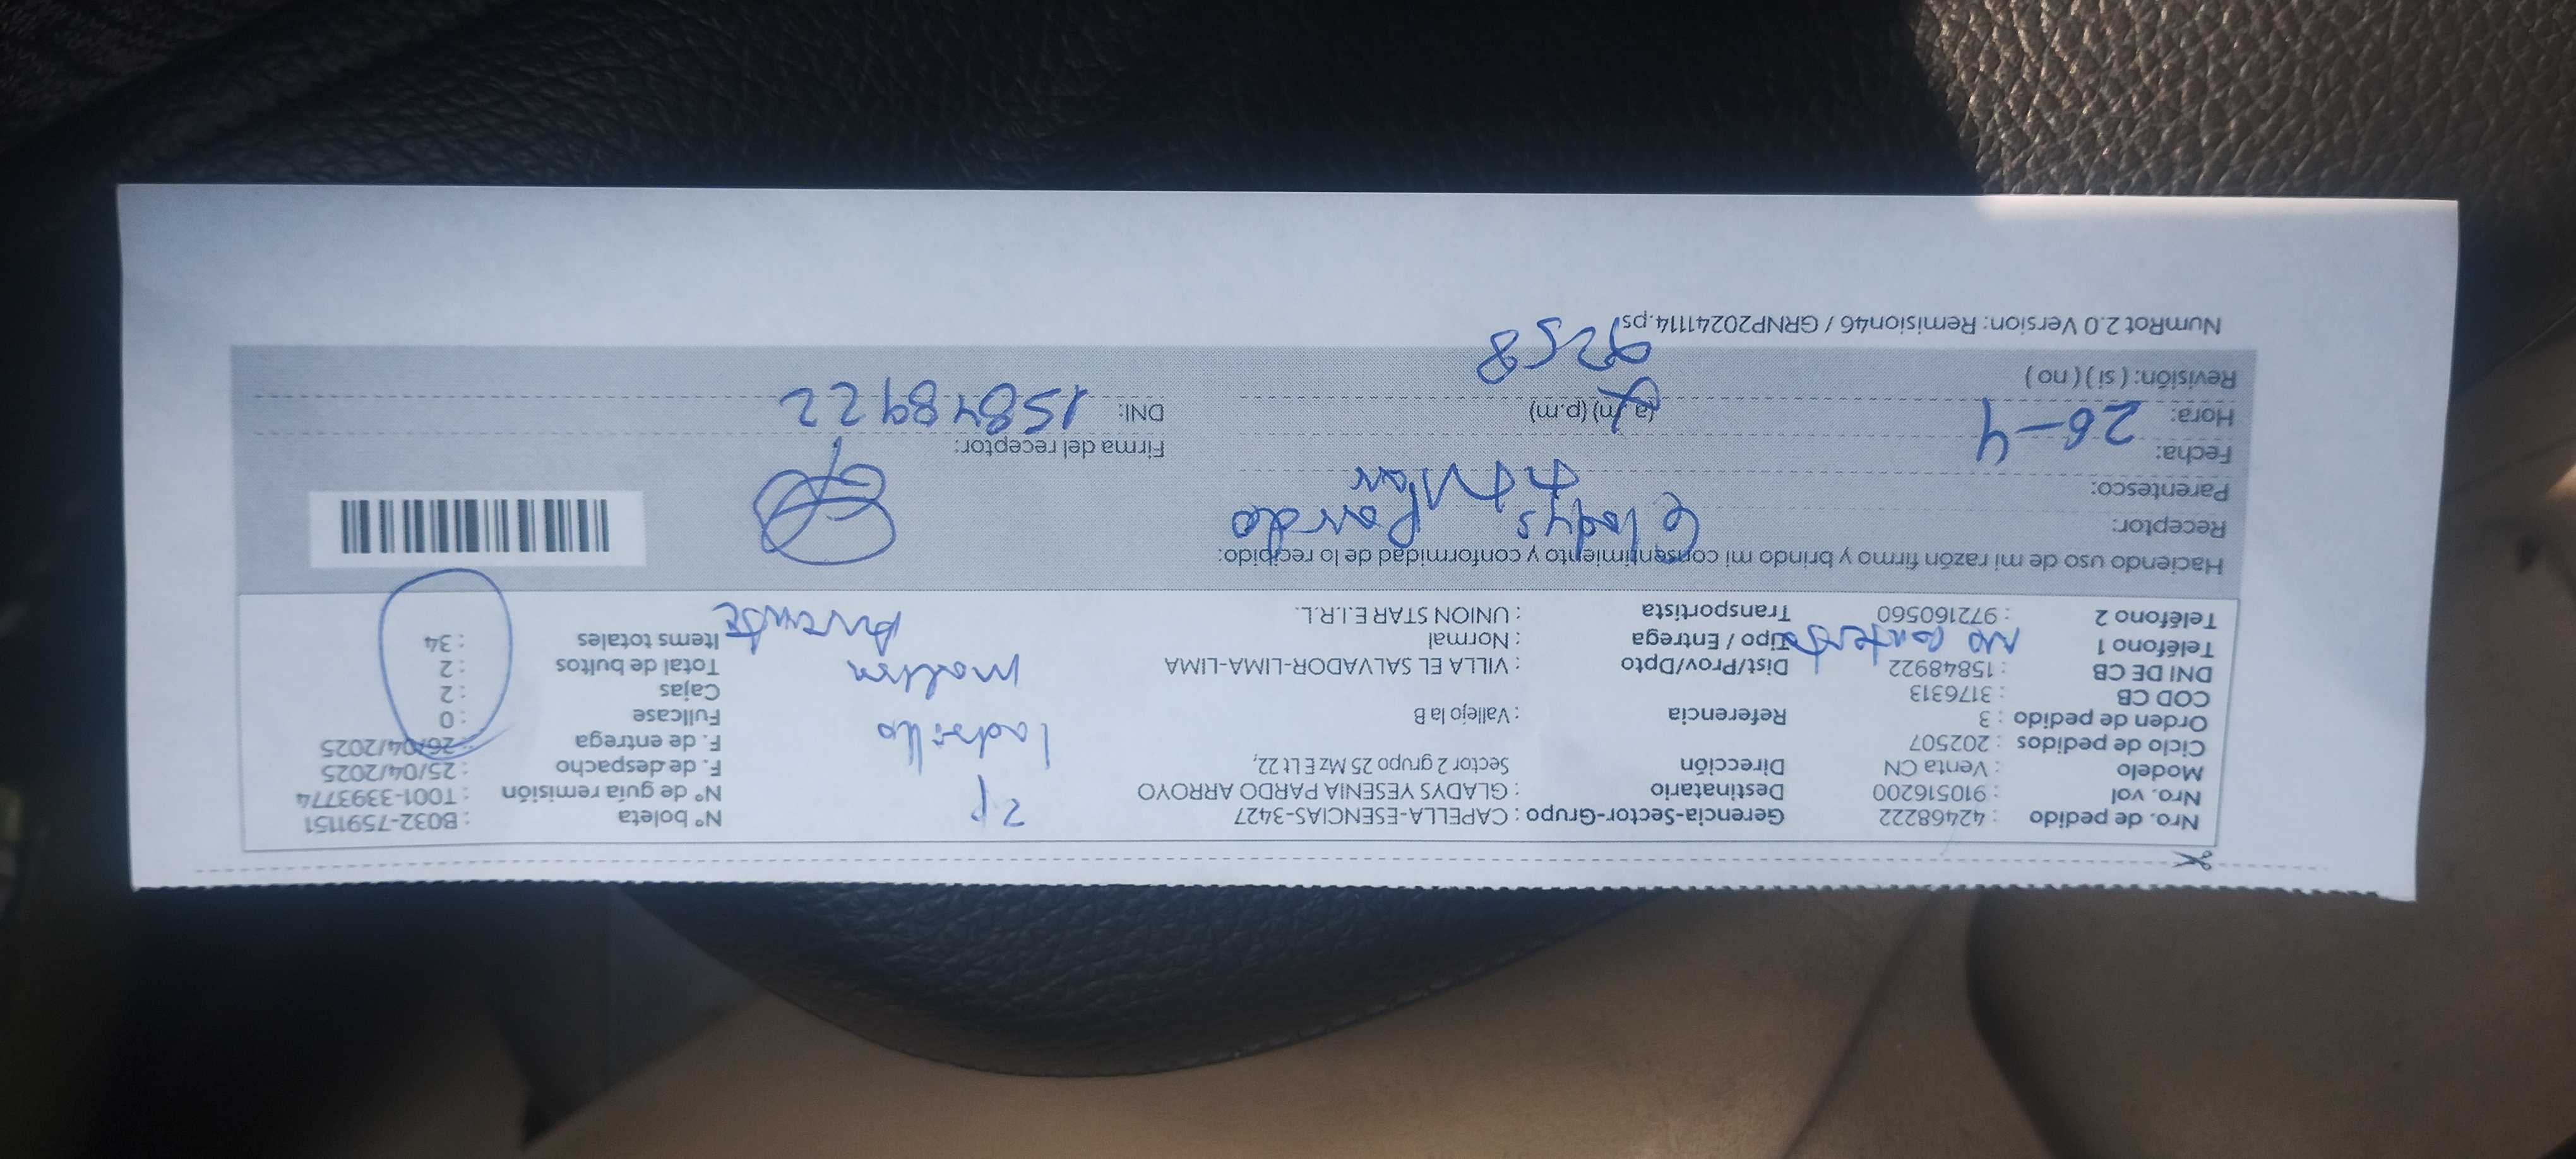 Nro. de pedido : 42468222 Gerencia-Sector-Grupo : CAPELLA-ESENCIAS-3427 2P N° boleta : B032-7591151
Nro. vol : 910516200 Destinatario : GLADYS YESENIA PARDO ARROYO N° de guía remisión : T001-3393774
Modelo : Venta CN Dirección Sector 2 grupo 25 Mz E Lt 22, F. de despacho : 25/04/2025
Ciclo de pedidos : 202507 ladrillo F. de entrega : 26/04/2025
Orden de pedido : 3 Referencia : Vallejo la B Fullcase : 0
COD CB : 3176313 Cajas : 2
DNI DE CB : 15848922 Dist/Prov/Dpto : VILLA EL SALVADOR-LIMA-LIMA Total de bultos : 2
Teléfono 1 No contesta Tipo / Entrega : Normal Items totales : 34
Teléfono 2 : 972160560 Transportista : UNION STAR E.I.R.L.
Haciendo uso de mi razón firmo y brindo mi consentimiento y conformidad de lo recibido:
Receptor: Gladys Pardo
Parentesco:
Fecha: 26-4 Firma del receptor:
Hora: (a.m) (p.m) DNI: 15848922
Revisión: ( si ) ( no ) 9258
NumRot 2.0 Version: Remision46 / GRNP20241114.ps